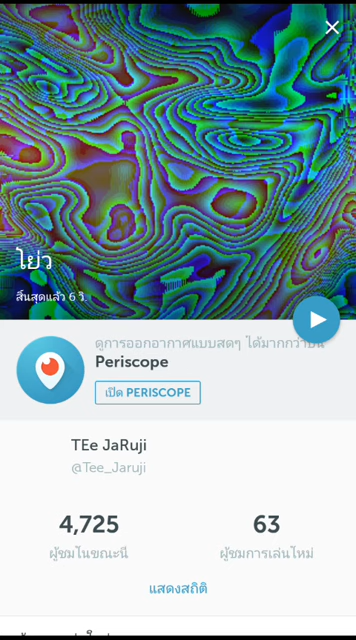 โย่ว
สิ้นสุดแล้ว 6 วิ.
ดูการออกอากาศแบบสดๆ ได้มากกว่าบน
Periscope
เปิด PERISCOPE
TEe JaRuji
@Tee_Jaruji
4,725
63
ผู้ชมในขณะนี้
ผู้ชมการเล่นใหม่
แสดงสถิติ